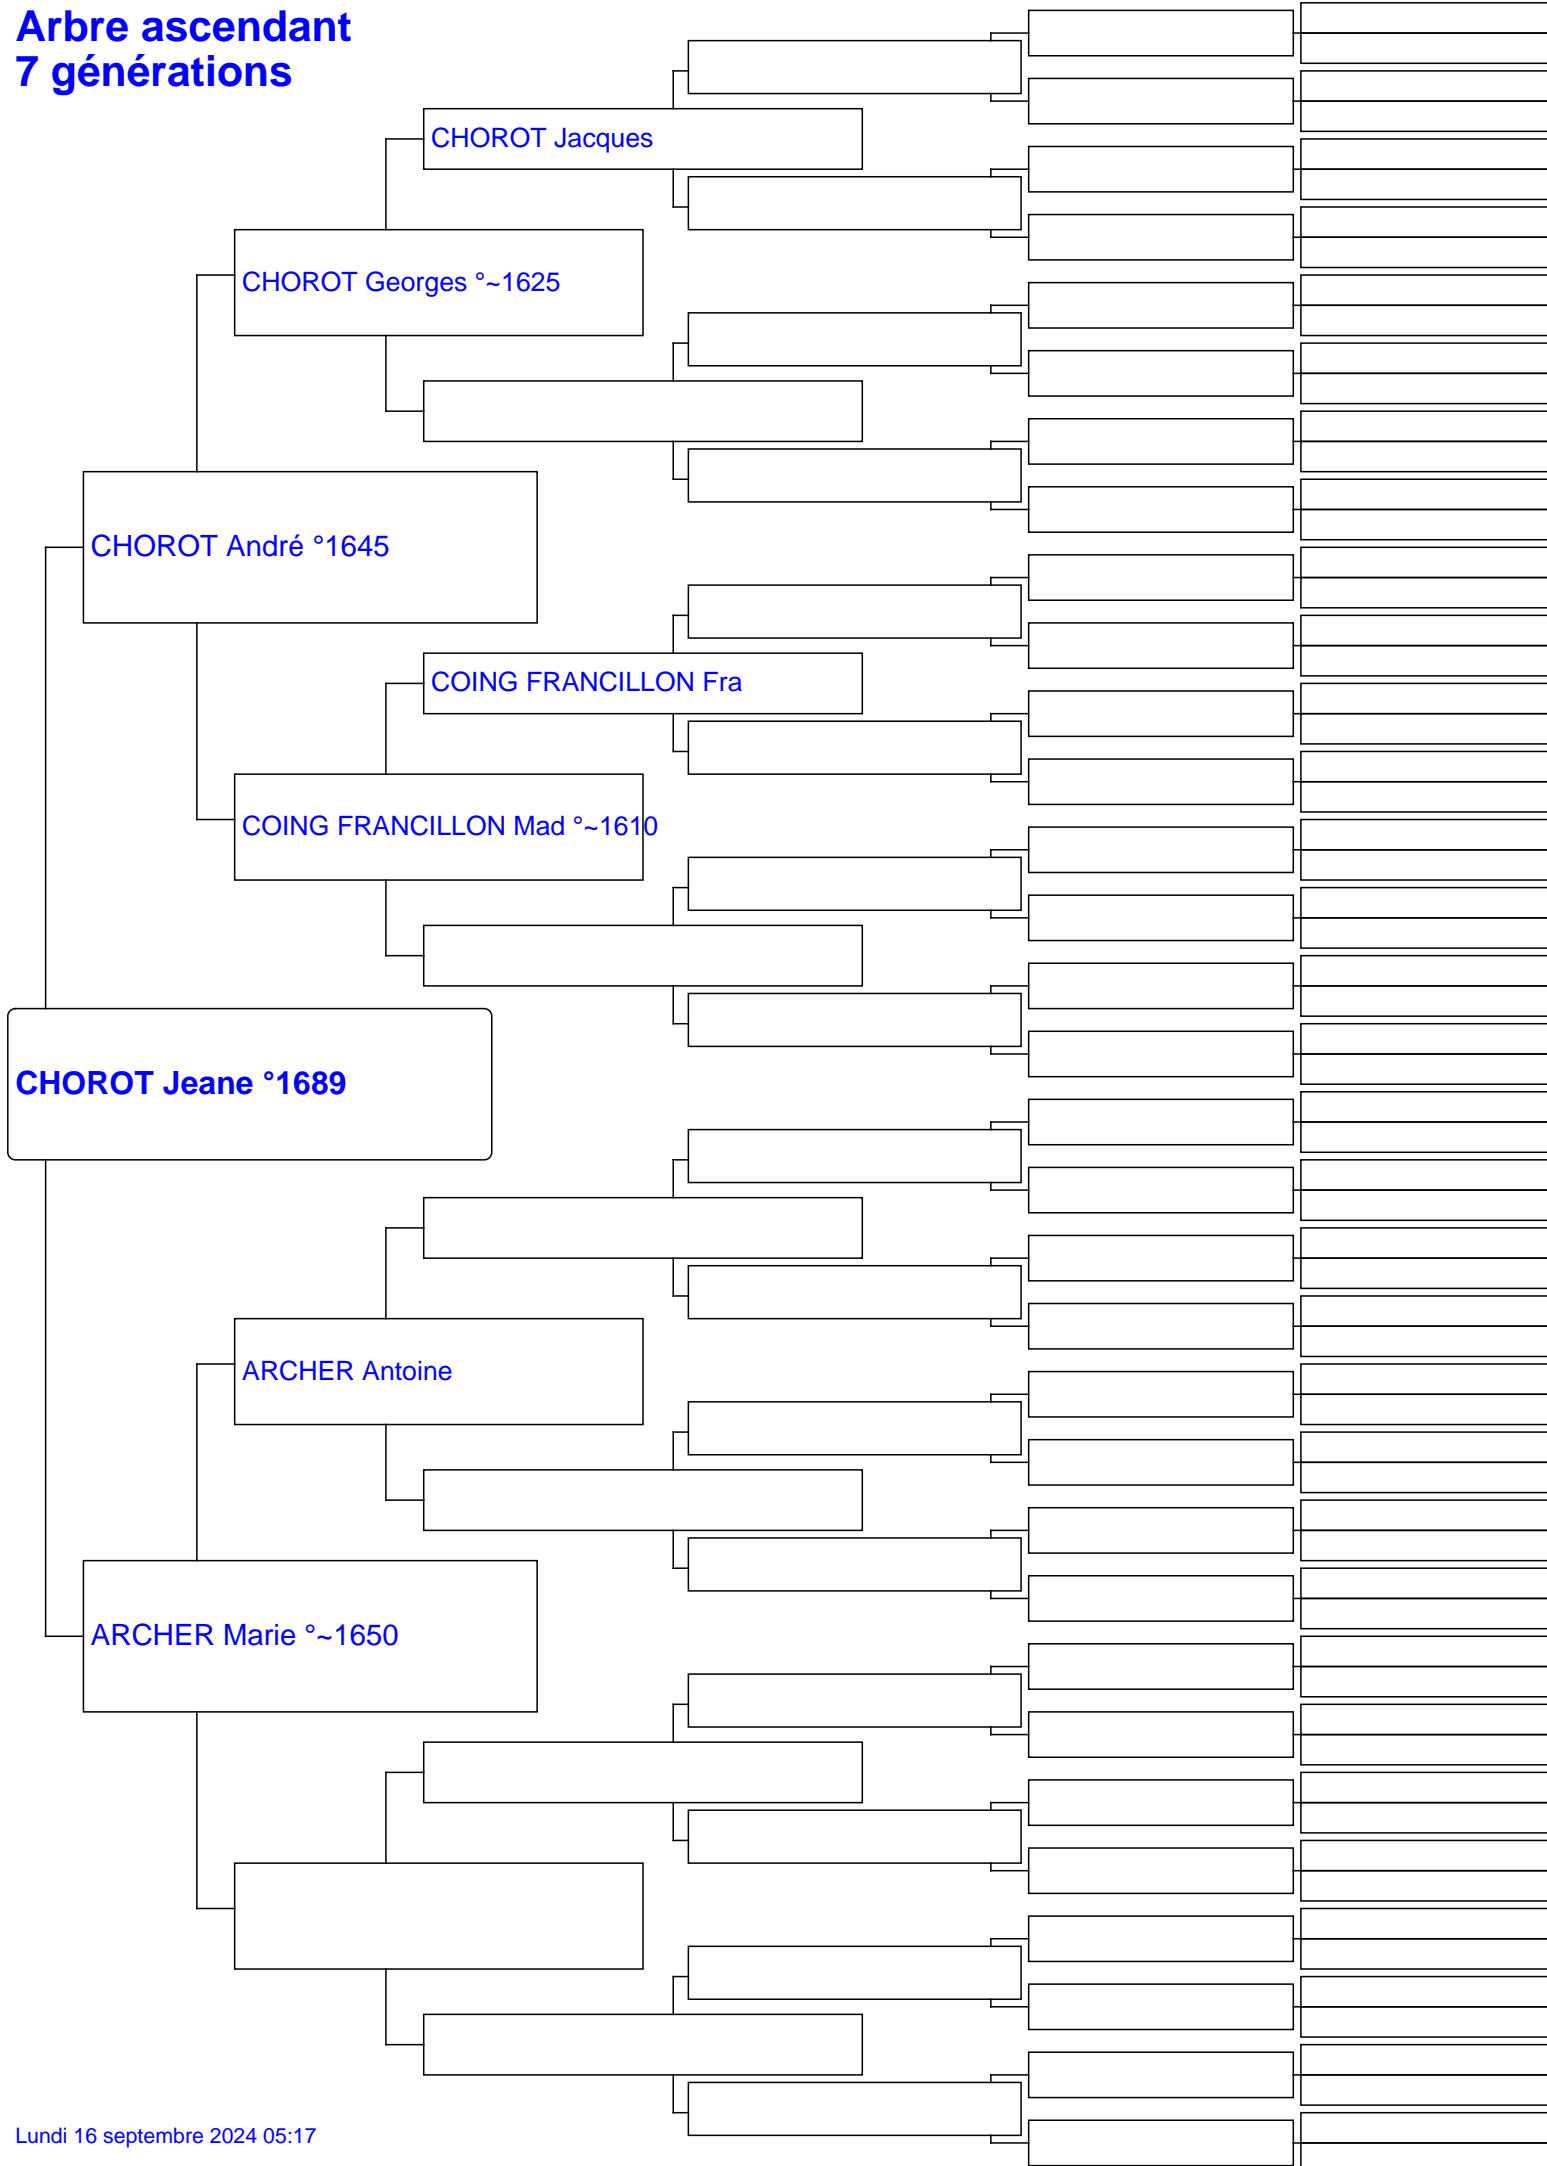 Arbre ascendant
7 générations
CHOROT Jacques
CHOROT Georges °~1625
CHOROT André °1645
COING FRANCILLON Fra
COING FRANCILLON Mad °~1610
CHOROT Jeane °1689
ARCHER Antoine
ARCHER Marie °~1650
Lundi 16 septembre 2024 05:17